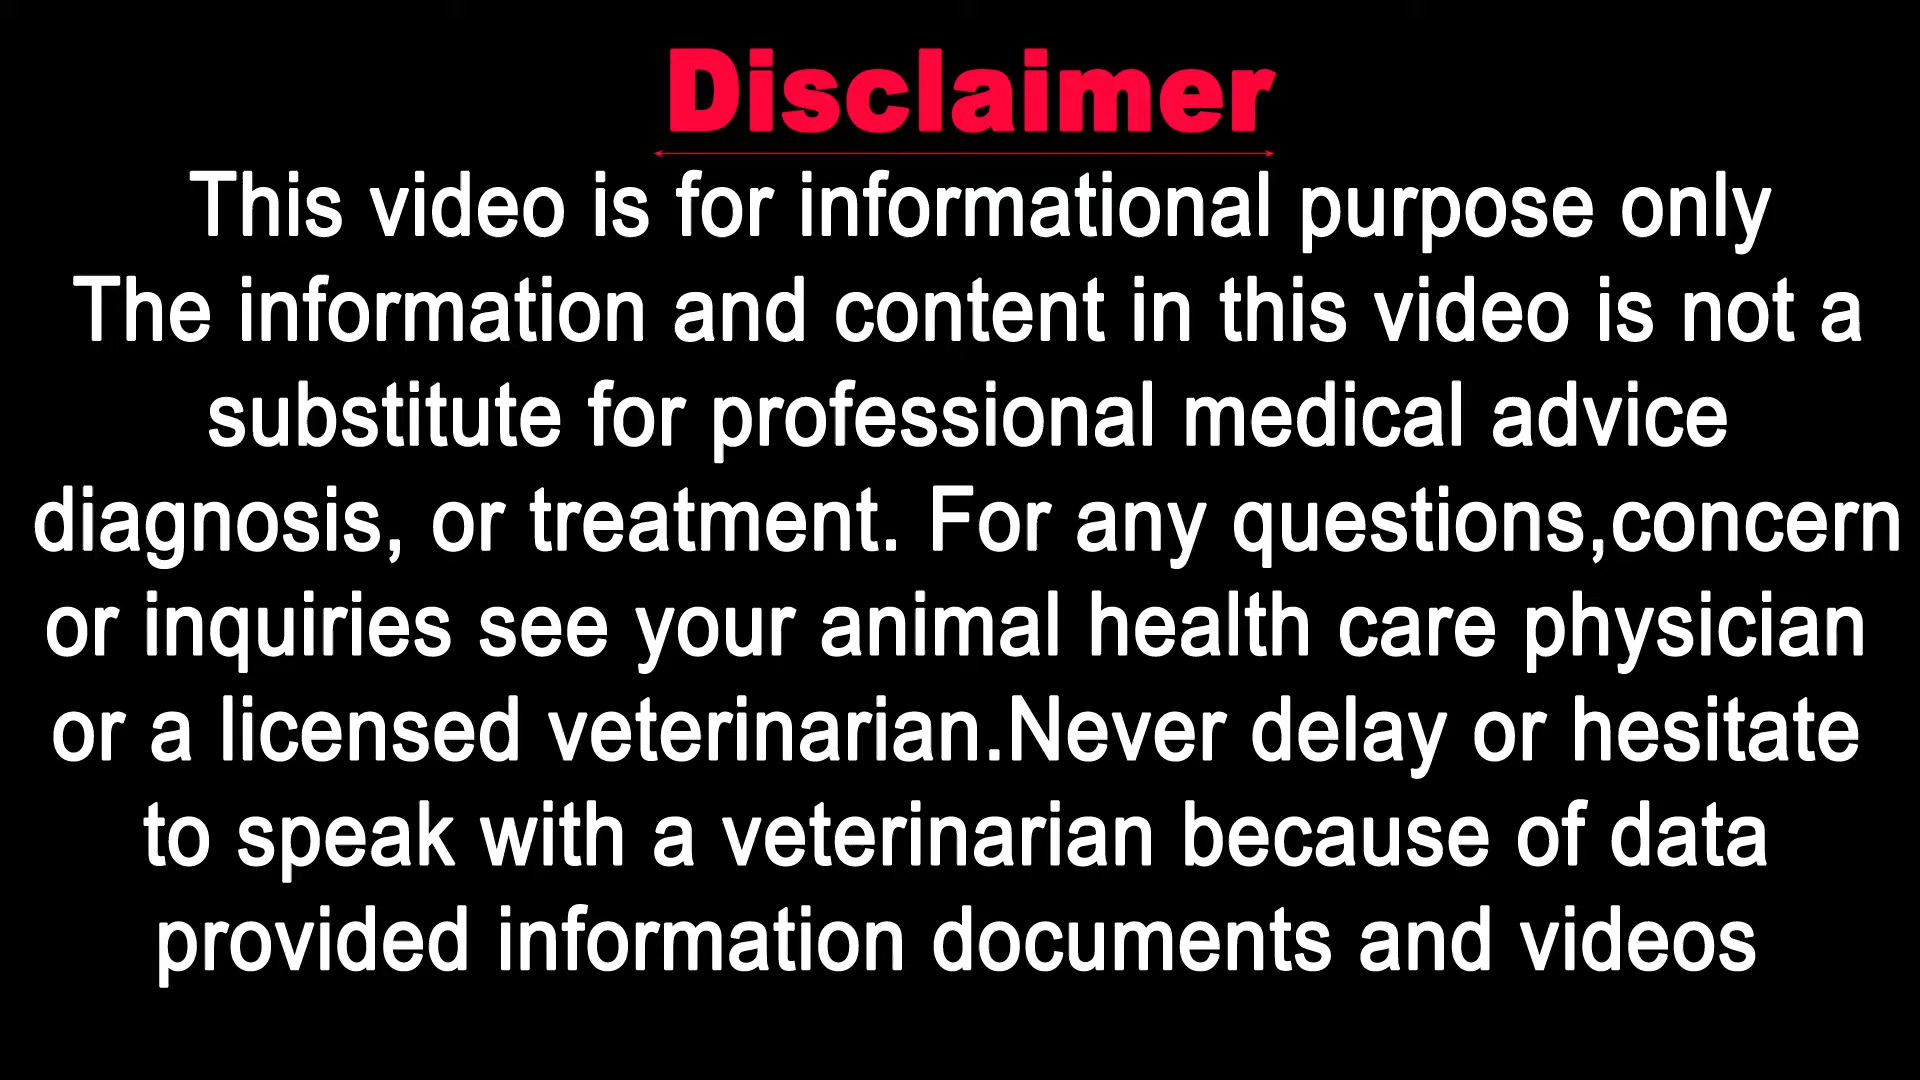 Disclaimer
This video is for informational purpose only
The information and content in this video is not a
substitute for professional medical advice
diagnosis, or treatment. For any questions,concern
or inquiries see your animal health care physician
or a licensed veterinarian.Never delay or hesitate
to speak with a veterinarian because of data
provided information documents and videos